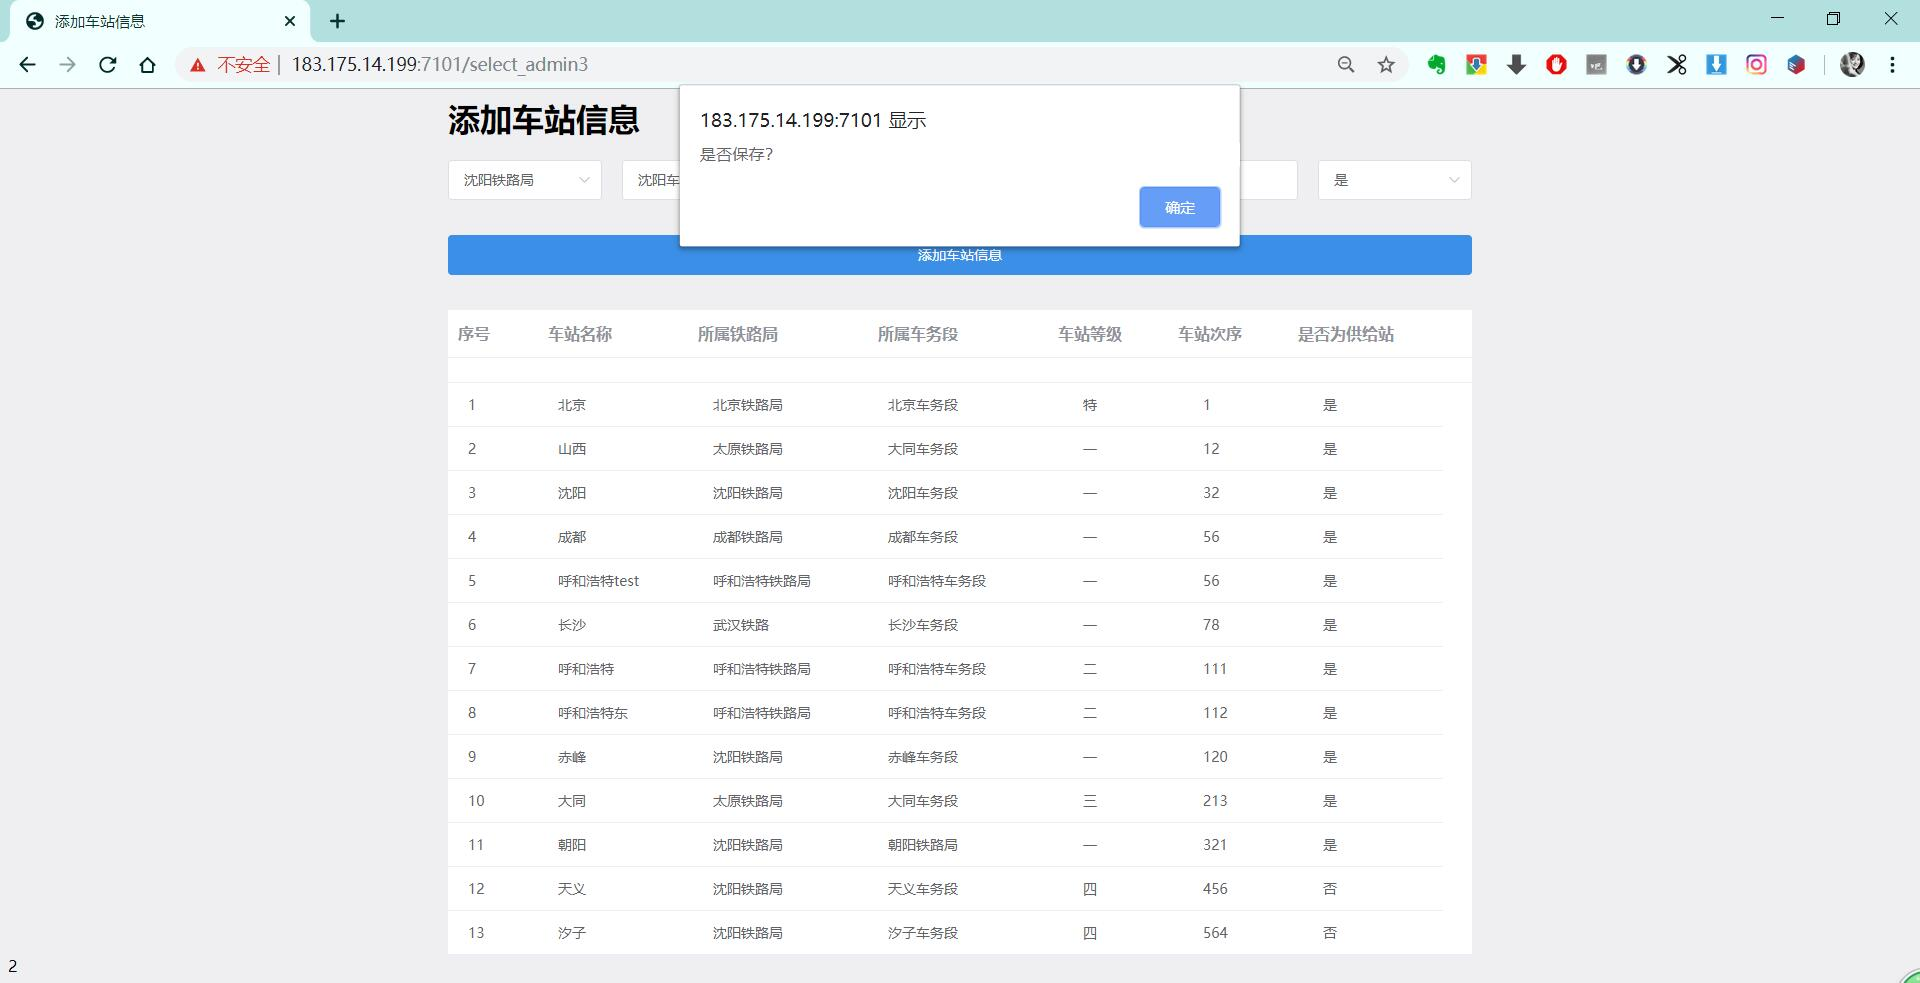 添加车站信息
不安全 | 183.175.14.199:7101/select_admin3
添加车站信息
183.175.14.199:7101 显示
是否保存?
确定
沈阳铁路局 沈阳车 是
添加车站信息
序号 车站名称 所属铁路局 所属车务段 车站等级 车站次序 是否为供给站
1 北京 北京铁路局 北京车务段 特 1 是
2 山西 太原铁路局 大同车务段 一 12 是
3 沈阳 沈阳铁路局 沈阳车务段 一 32 是
4 成都 成都铁路局 成都车务段 一 56 是
5 呼和浩特test 呼和浩特铁路局 呼和浩特车务段 一 56 是
6 长沙 武汉铁路 长沙车务段 一 78 是
7 呼和浩特 呼和浩特铁路局 呼和浩特车务段 二 111 是
8 呼和浩特东 呼和浩特铁路局 呼和浩特车务段 二 112 是
9 赤峰 沈阳铁路局 赤峰车务段 一 120 是
10 大同 太原铁路局 大同车务段 三 213 是
11 朝阳 沈阳铁路局 朝阳铁路局 一 321 是
12 天义 沈阳铁路局 天义车务段 四 456 否
13 汐子 沈阳铁路局 汐子车务段 四 564 否
2